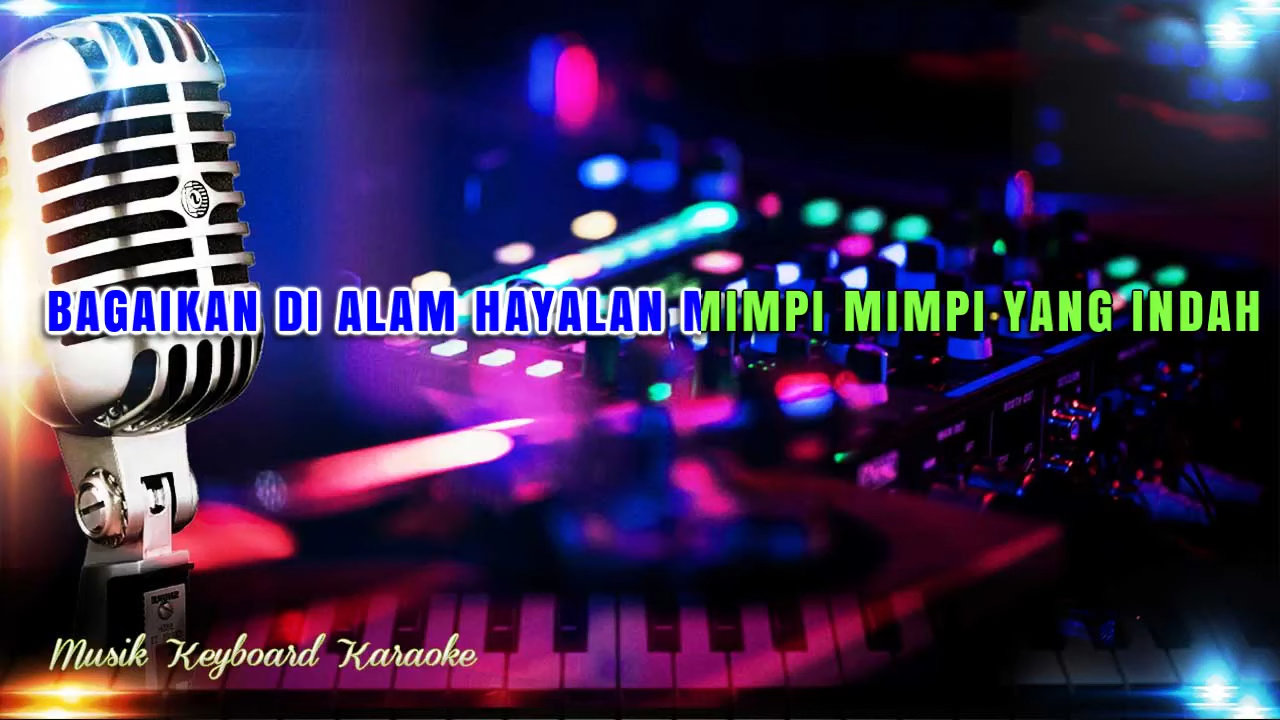 BAGAIKAN DI ALAM HAYALAN MIMPI MIMPI YANG INDAH
Musik Keyboard Karaoke